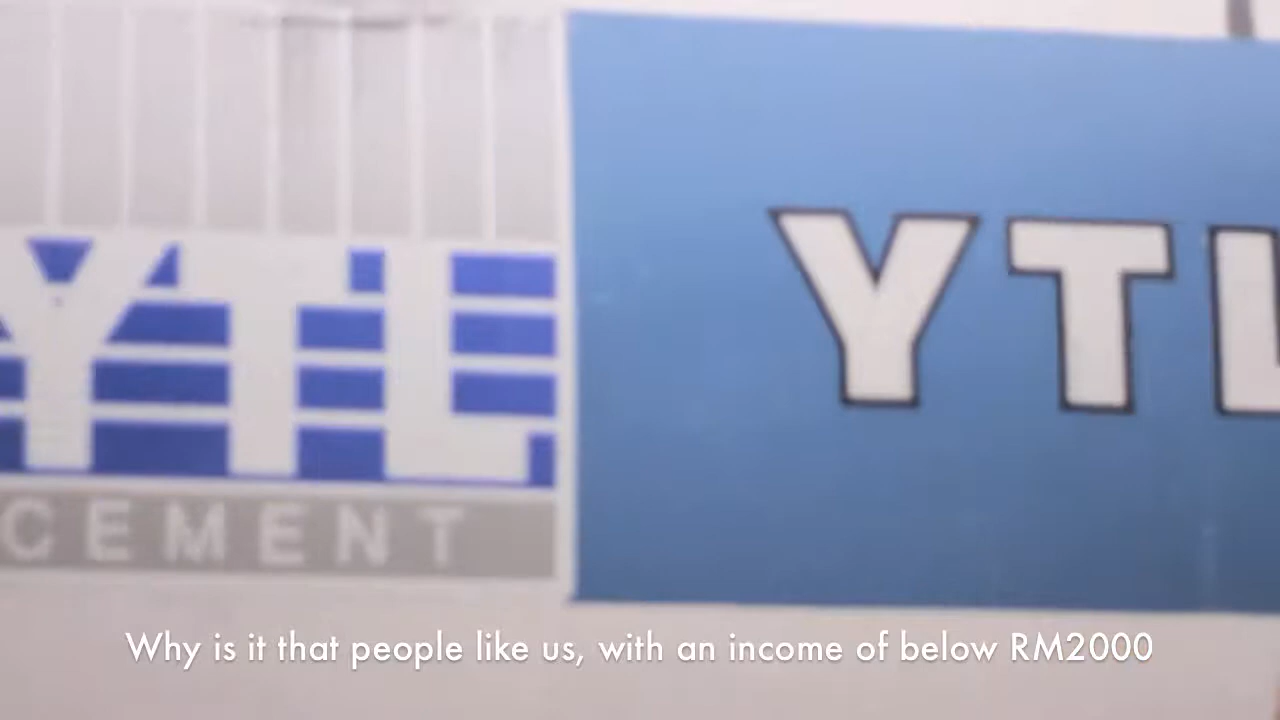 YTL
CEMENT
YTL
Why is it that people like us, with an income of below RM2000